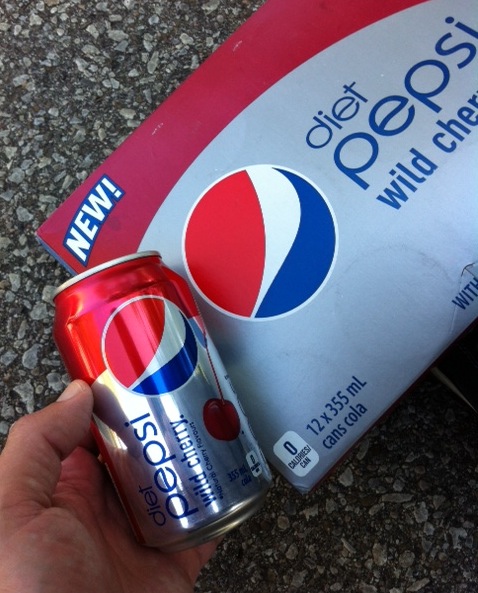 NEW!
diet
pepsi
wild cher
WITH
12 x 355 mL
cans cola
0
CALORIES/
CAN
diet
pepsi
wild cherry.
355 mL